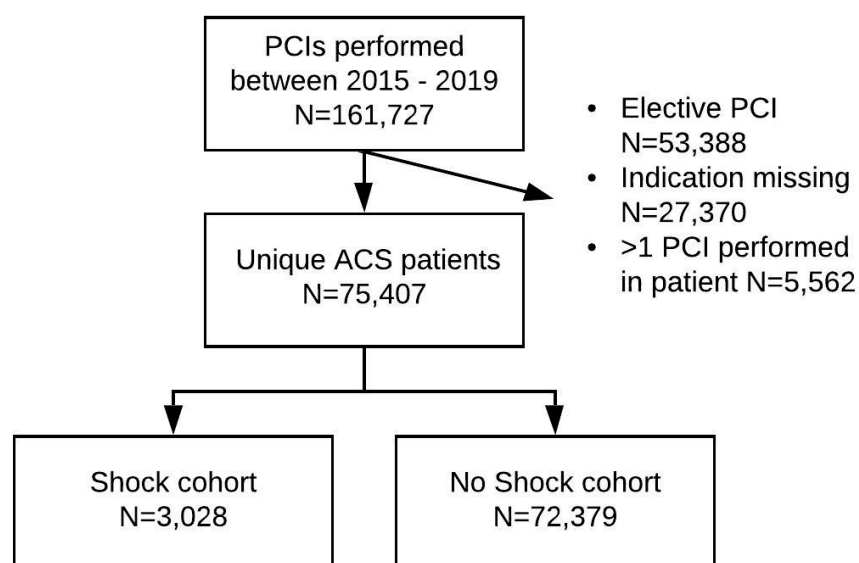 PCIs performed
between 2015 - 2019
N=161,727
• Elective PCI
N=53,388
• Indication missing
N=27,370
• >1 PCI performed
in patient N=5,562
Unique ACS patients
N=75,407
Shock cohort
N=3,028
No Shock cohort
N=72,379